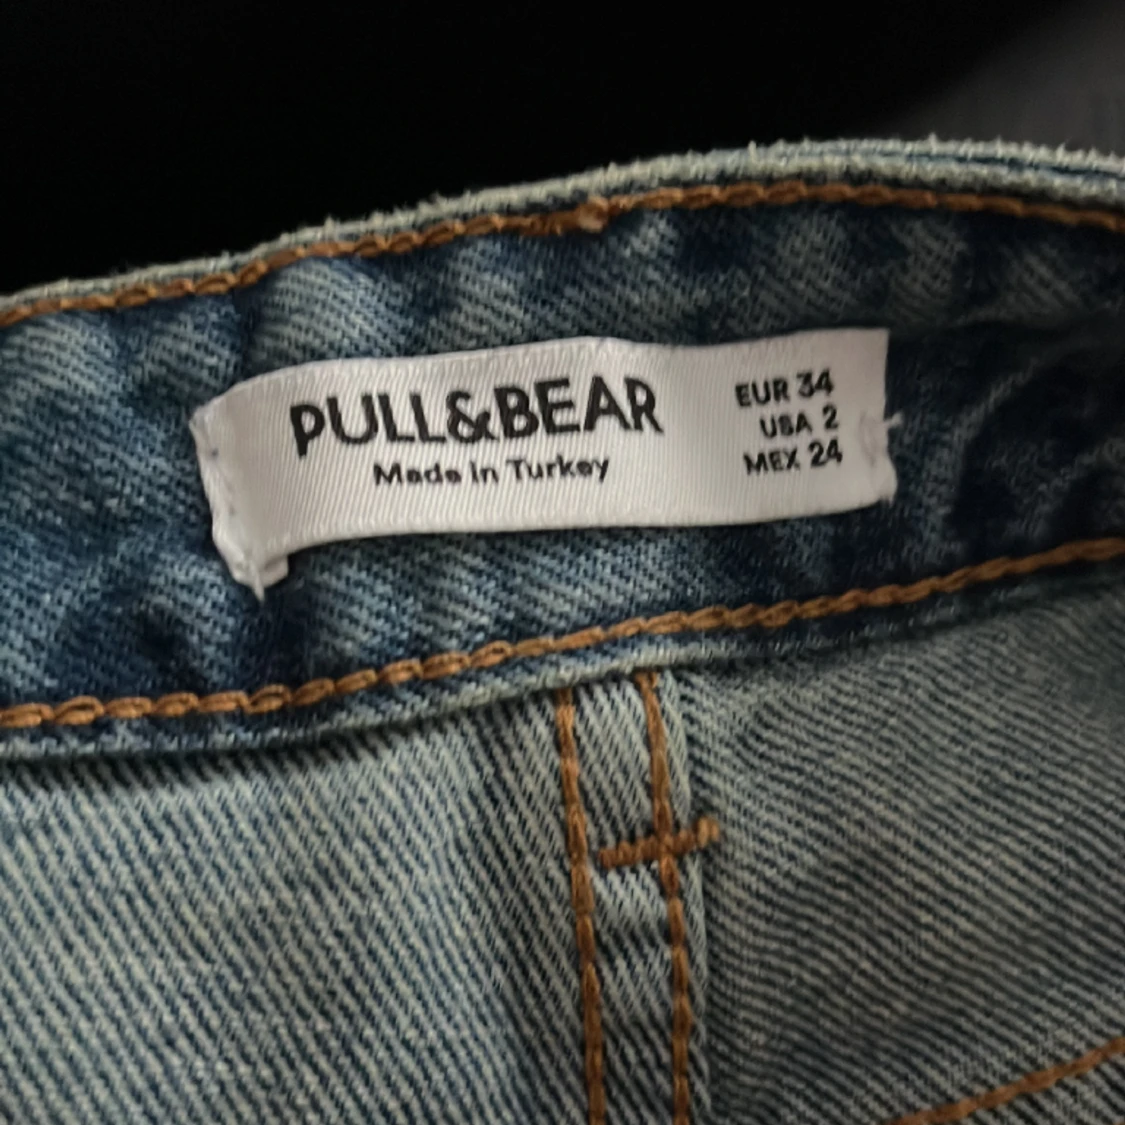 PULL&BEAR
Made in Turkey
EUR 34
USA 2
MEX 24